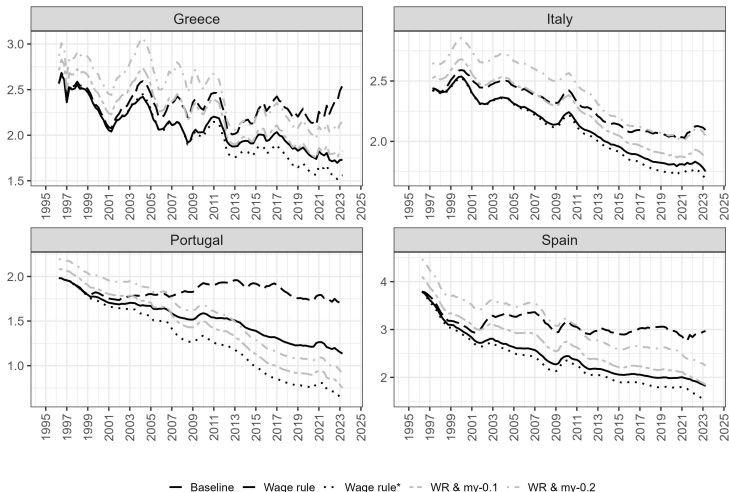 Greece Italy
3.0
2.5
2.0
1.5
2.5
2.0
1995 1997 1999 2001 2003 2005 2007 2009 2011 2013 2015 2017 2019 2021 2023 2025
1995 1997 1999 2001 2003 2005 2007 2009 2011 2013 2015 2017 2019 2021 2023 2025
Portugal Spain
2.0
1.5
1.0
4
3
2
1995 1997 1999 2001 2003 2005 2007 2009 2011 2013 2015 2017 2019 2021 2023 2025
1995 1997 1999 2001 2003 2005 2007 2009 2011 2013 2015 2017 2019 2021 2023 2025
Baseline Wage rule Wage rule* WR & my-0.1 WR & my-0.2